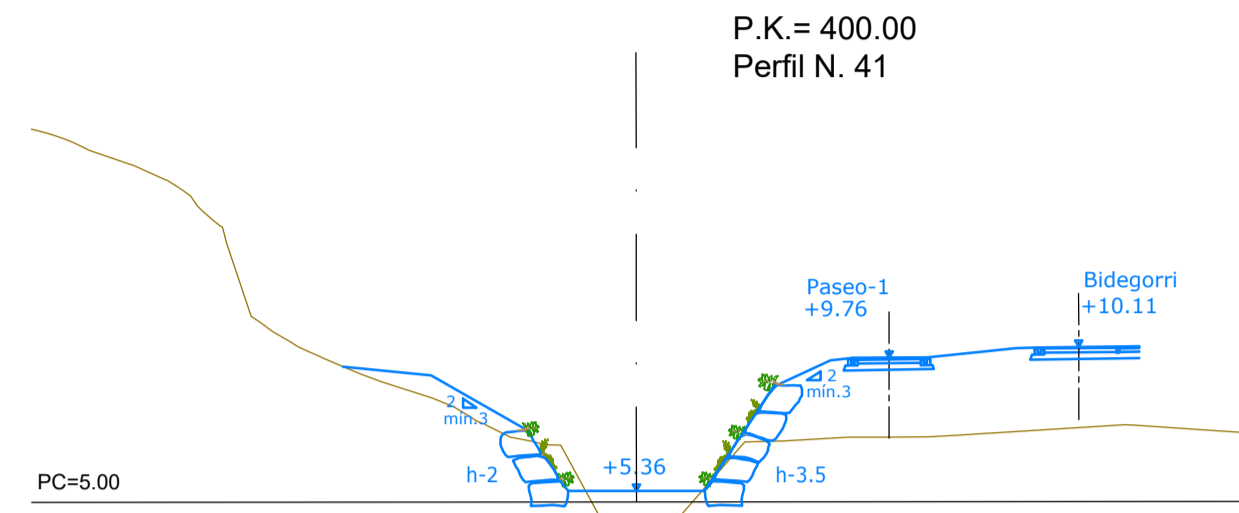 P.K.= 400.00
Perfil N. 41
Paseo-1
+9.76
Bidegorri
+10.11
2
mín.3
2
mín.3
+5.36
h-2
h-3.5
PC=5.00